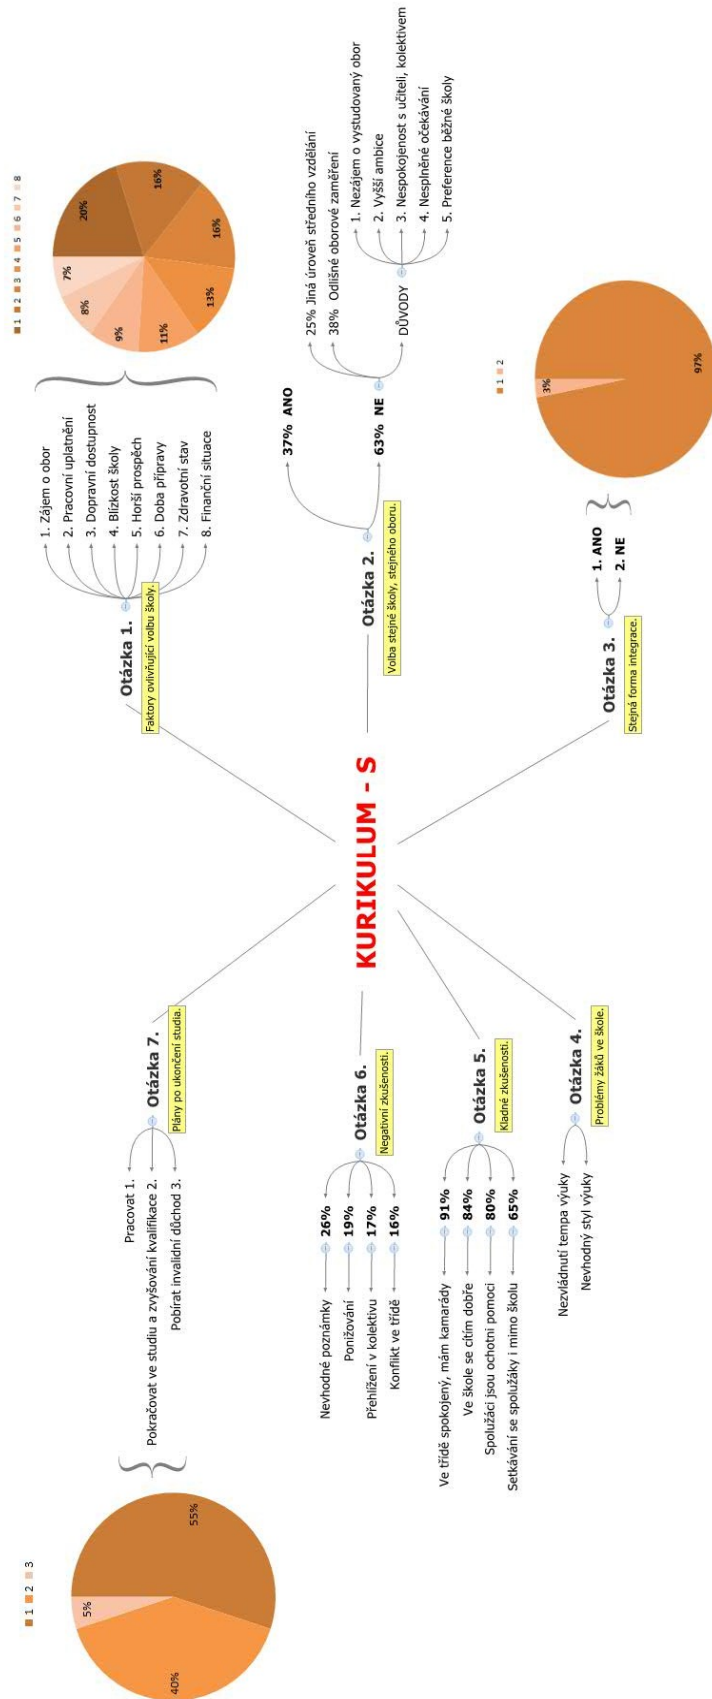 KURIKULUM - S
Otázka 1.
Faktory ovlivňující volbu školy.
1. Zájem o obor
2. Pracovní uplatnění
3. Dopravní dostupnost
4. Blízkost školy
5. Horší prospěch
6. Doba přípravy
7. Zdravotní stav
8. Finanční situace
1 2 3 4 5 6 7 8
20%
16%
16%
13%
11%
9%
8%
7%
Otázka 2.
Volba stejné školy, stejného oboru.
37% ANO
63% NE
25% Jiná úroveň středního vzdělání
38% Odlišné oborové zaměření
DŮVODY
1. Nezájem o vystudovaný obor
2. Vyšší ambice
3. Nespokojenost s učiteli, kolektivem
4. Nesplněné očekávání
5. Preference běžné školy
Otázka 3.
Stejná forma integrace.
1. ANO
2. NE
1 2
3%
97%
Otázka 4.
Problémy žáků ve škole.
Nezvládnutí tempa výuky
Nevhodný styl výuky
Otázka 5.
Kladné zkušenosti.
Ve třídě spokojený, mám kamarády 91%
Ve škole se cítím dobře 84%
Spolužáci jsou ochotni pomoci 80%
Setkávání se spolužáky i mimo školu 65%
Otázka 6.
Negativní zkušenosti.
Nevhodné poznámky 26%
Ponižování 19%
Přehlížení v kolektivu 17%
Konflikt ve třídě 16%
Otázka 7.
Plány po ukončení studia.
Pracovat 1.
Pokračovat ve studiu a zvyšování kvalifikace 2.
Pobírat invalidní důchod 3.
1 2 3
5%
55%
40%